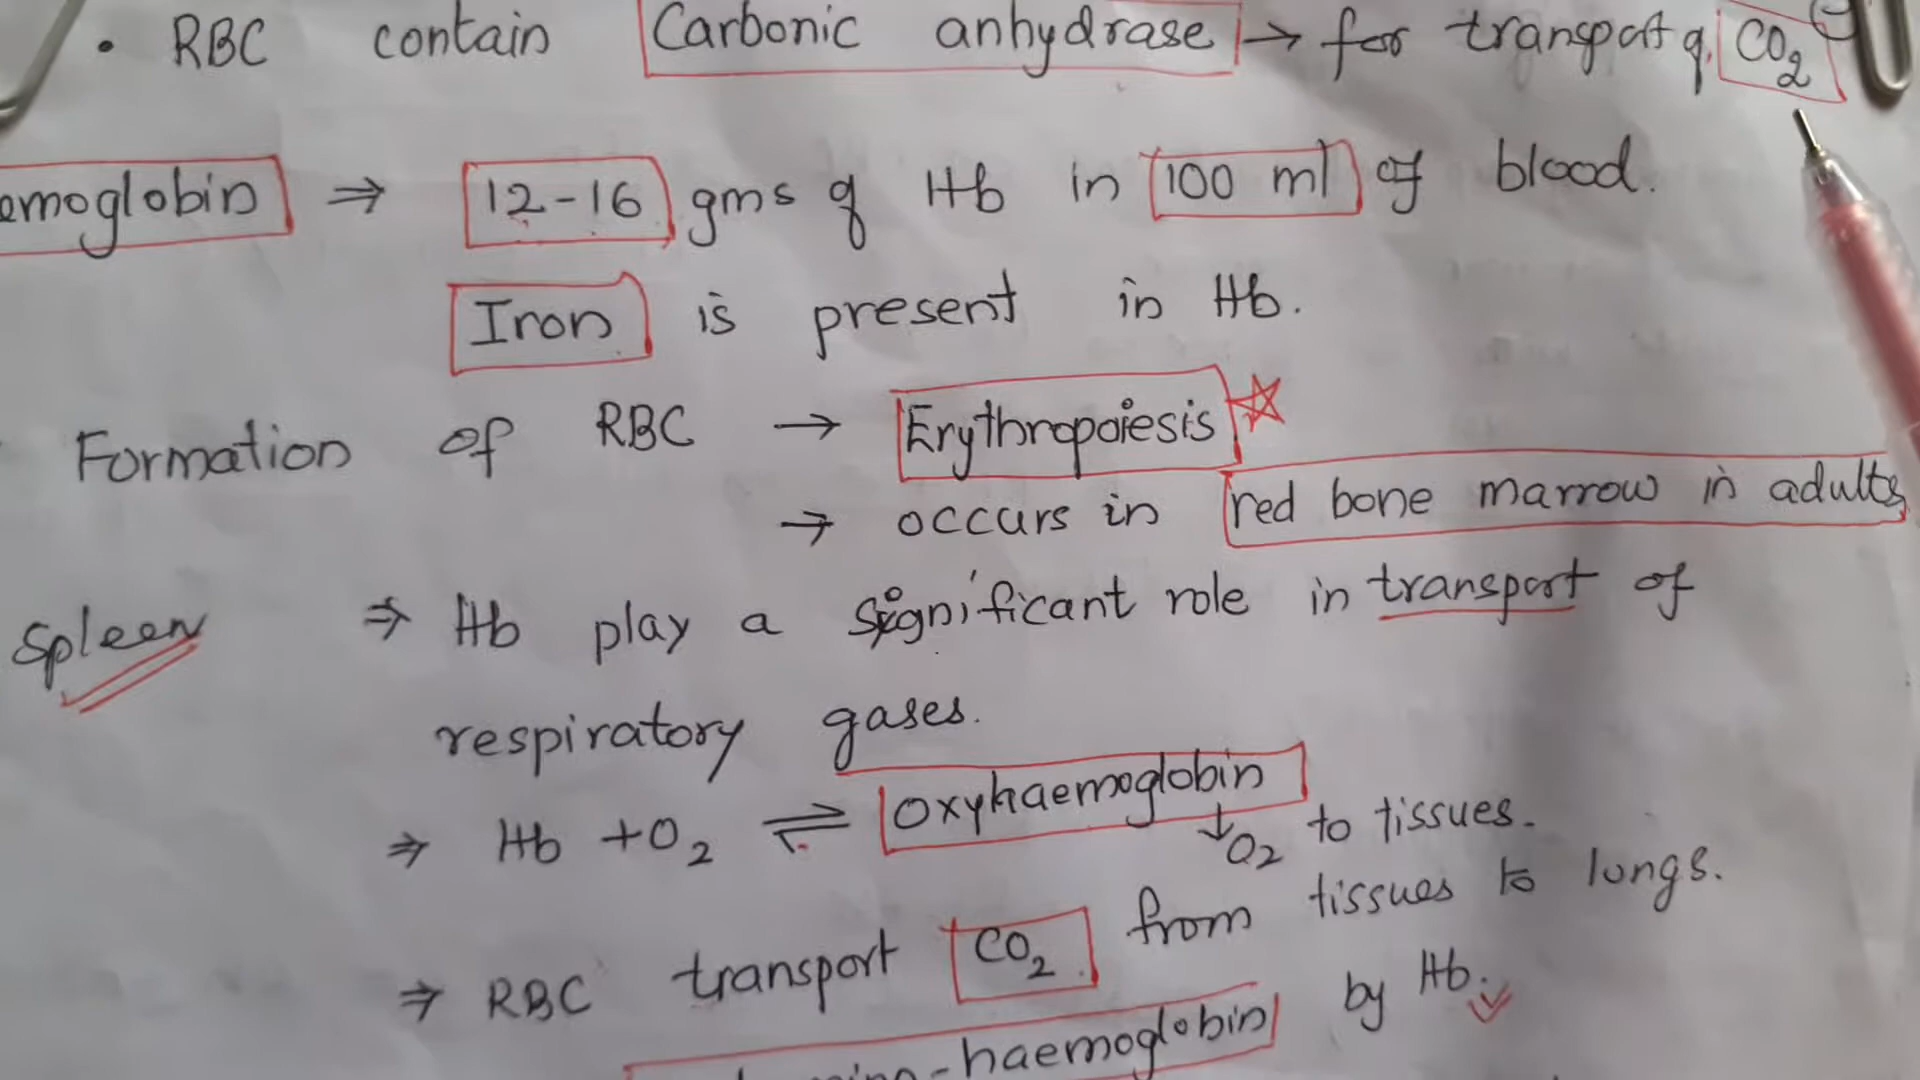 • RBC contain Carbonic anhydrase → for transport of CO2
emoglobin ⇒ 12-16 gms of Hb in 100 ml of blood.
Iron is present in Hb.
Formation of RBC → Erythropoiesis ☆
→ occurs in red bone marrow in adults
Spleen ⇒ Hb play a significant role in transport of
respiratory gases.
⇒ Hb + O2 ⇌ Oxyhaemoglobin
↓ O2 to tissues.
⇒ RBC transport CO2 from tissues to lungs.
-haemoglobin by Hb.